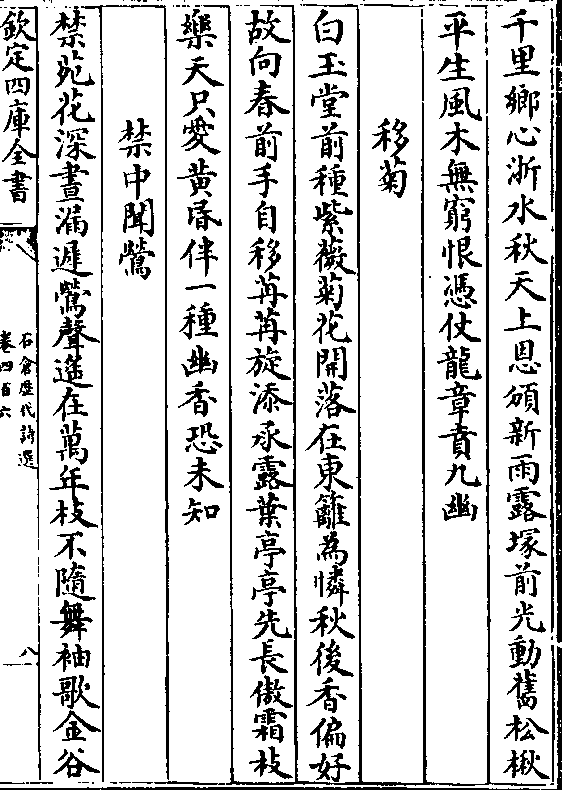 千里鄉心浙水秋天上恩頒新雨露塚前光動舊松楸
平生風木無窮恨憑仗龍章賁九幽
移菊
白玉堂前種紫薇菊花開落在東籬為憐秋後香偏好
故向春前手自移苒苒旋添承露葉亭亭先長傲霜枝
樂天只愛黃昏伴一種幽香恐未知
禁中聞鶯
禁苑花深晝漏遲鶯聲遙在萬年枝不隨舞袖歌金谷
欽定四庫全書
石倉歷代詩選
卷四百六
八